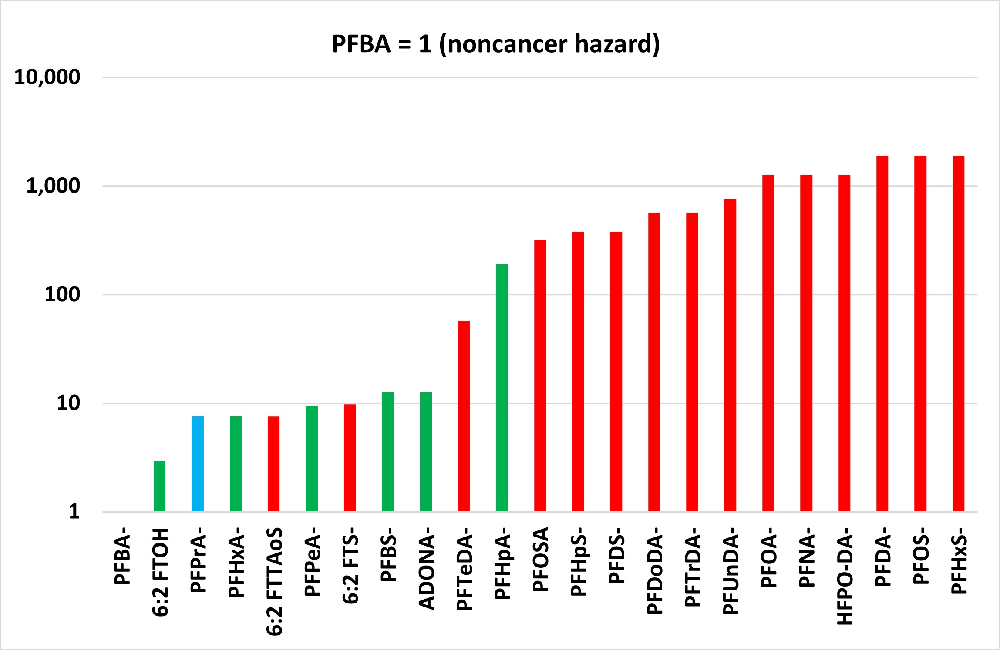 PFBA = 1 (noncancer hazard)
10,000
1,000
100
10
1
PFBA-
6:2 FTOH
PFPrA-
PFHxA-
6:2 FTTAoS
PFPeA-
6:2 FTS-
PFBS-
ADONA-
PFTeDA-
PFHpA-
PFOSA
PFHpS-
PFDS-
PFDoDA-
PFTrDA-
PFUnDA-
PFOA-
PFNA-
HFPO-DA-
PFDA-
PFOS-
PFHxS-